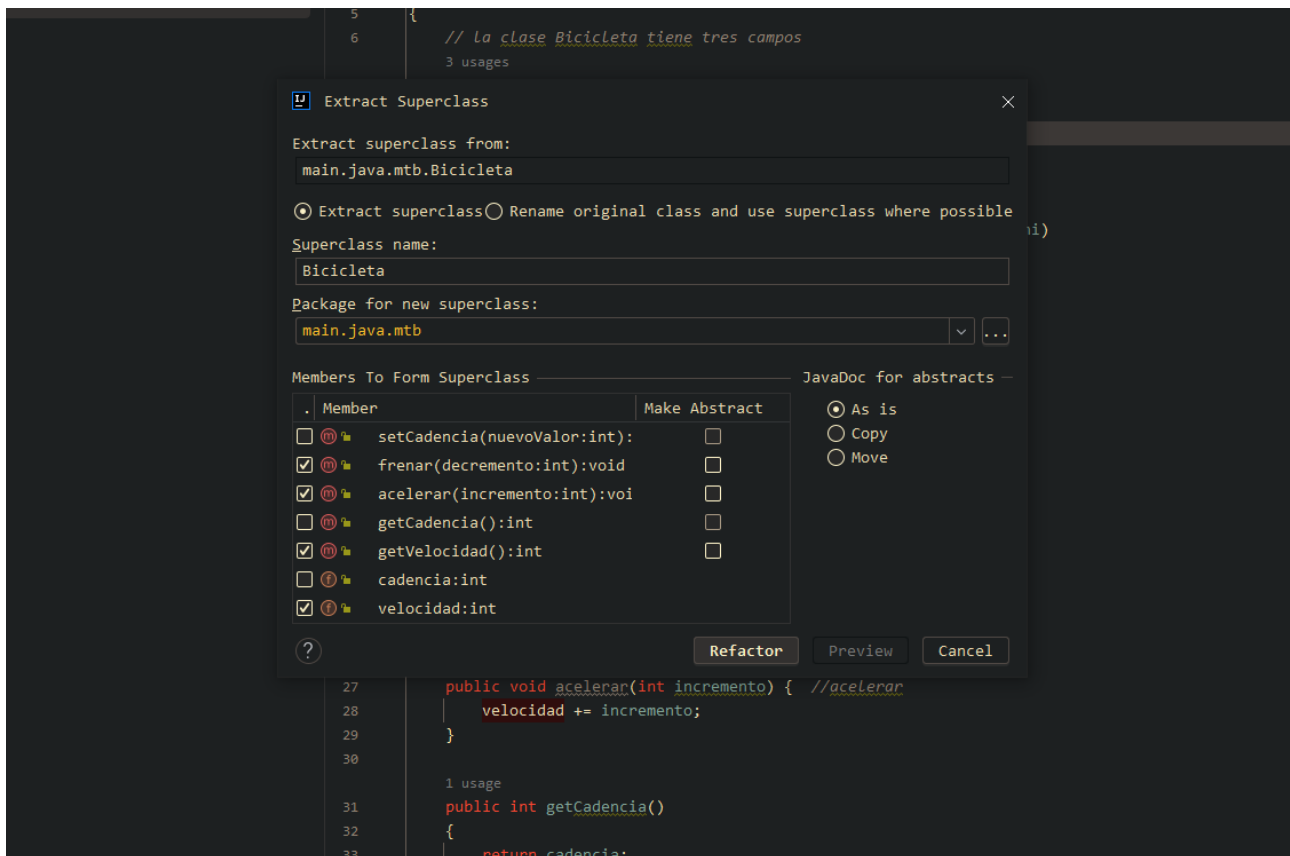 5 {
6 // la clase Bicicleta tiene tres campos
3 usages
Extract Superclass
Extract superclass from:
main.java.mtb.Bicicleta
Extract superclass Rename original class and use superclass where possible
ni)
Superclass name:
Bicicleta
Package for new superclass:
main.java.mtb
...
Members To Form Superclass
JavaDoc for abstracts
. Member Make Abstract
As is
setCadencia(nuevoValor:int):
Copy
frenar(decremento:int):void
Move
acelerar(incremento:int):voi
getCadencia():int
getVelocidad():int
cadencia:int
velocidad:int
? Refactor Preview Cancel
27 public void acelerar(int incremento) { //acelerar
28 velocidad += incremento;
29 }
30
1 usage
31 public int getCadencia()
32 {
33 return cadencia;